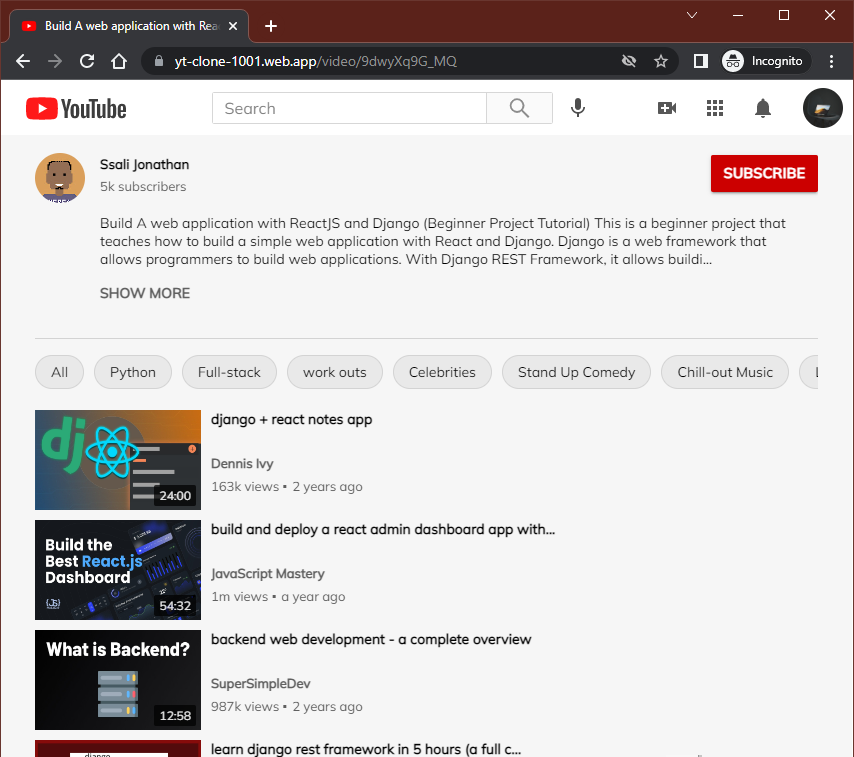 Build A web application with Rea
yt-clone-1001.web.app/video/9dwyXq9G_MQ
Incognito
YouTube
Search
Ssali Jonathan
5k subscribers
SUBSCRIBE
Build A web application with ReactJS and Django (Beginner Project Tutorial) This is a beginner project that
teaches how to build a simple web application with React and Django. Django is a web framework that
allows programmers to build web applications. With Django REST Framework, it allows buildi...
SHOW MORE
All
Python
Full-stack
work outs
Celebrities
Stand Up Comedy
Chill-out Music
dj
24:00
django + react notes app
Dennis Ivy
163k views • 2 years ago
Build the
Best React.js
Dashboard
54:32
build and deploy a react admin dashboard app with...
JavaScript Mastery
1m views • a year ago
What is Backend?
12:58
backend web development - a complete overview
SuperSimpleDev
987k views • 2 years ago
django
learn django rest framework in 5 hours (a full c...